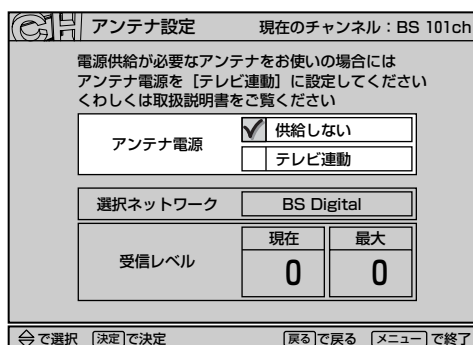 CH アンテナ設定 現在のチャンネル：BS 101ch
電源供給が必要なアンテナをお使いの場合には
アンテナ電源を［テレビ連動］に設定してください
くわしくは取扱説明書をご覧ください
アンテナ電源
供給しない
テレビ連動
選択ネットワーク BS Digital
受信レベル
現在 最大
0 0
で選択 決定で決定 戻るで戻る メニューで終了